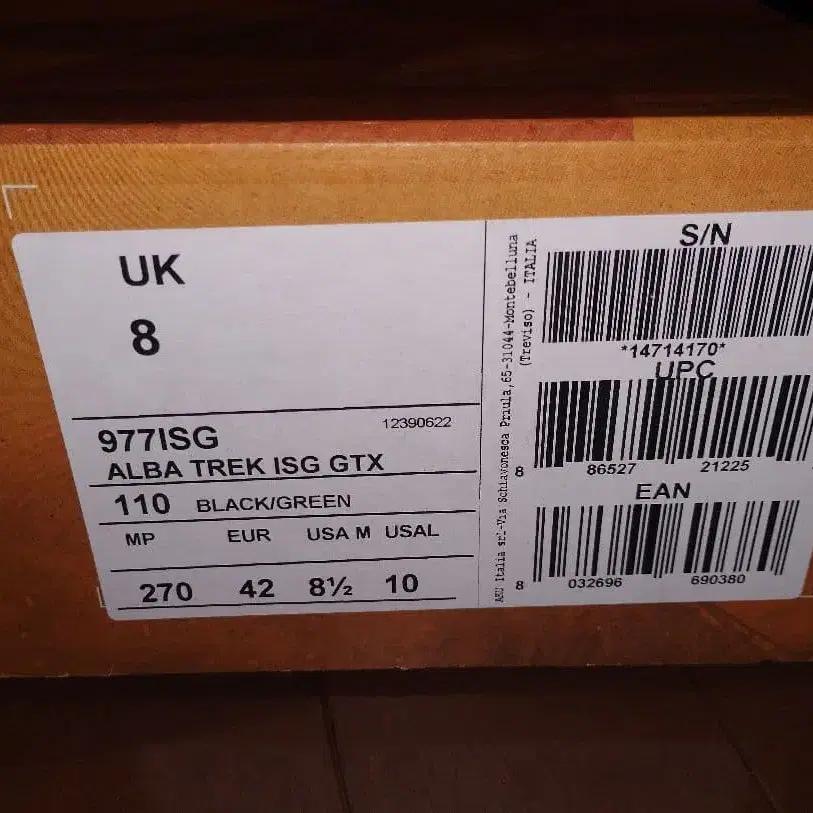 UK
8
977ISG
12390622
ALBA TREK ISG GTX
110 BLACK/GREEN
MP EUR USA M USAL
270 42 8½ 10
AKU Italia srl-Via Schiavonesca Priula,65-31044-Montebelluna
(Treviso) - ITALIA
S/N
*14714170*
UPC
8 86527 21225
EAN
8 032696 690380